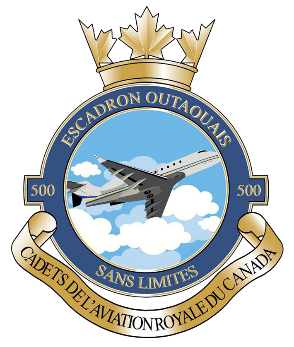 ESCADRON OUTAOUAIS
500 500
SANS LIMITES
CADETS DE L'AVIATION ROYALE DU CANADA